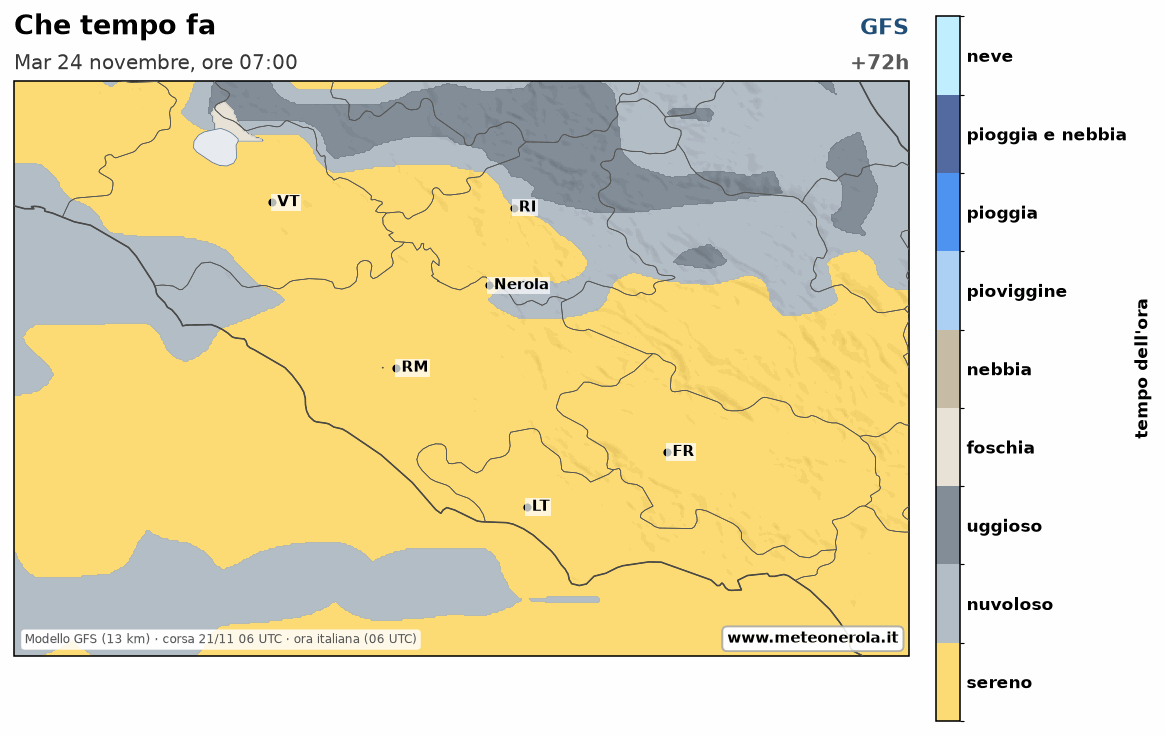 Che tempo fa
GFS
Mar 24 novembre, ore 07:00
+72h
neve
pioggia e nebbia
pioggia
pioviggine
nebbia
foschia
uggioso
nuvoloso
sereno
tempo dell'ora
VT
RI
Nerola
RM
FR
LT
Modello GFS (13 km) · corsa 21/11 06 UTC · ora italiana (06 UTC)
www.meteonerola.it